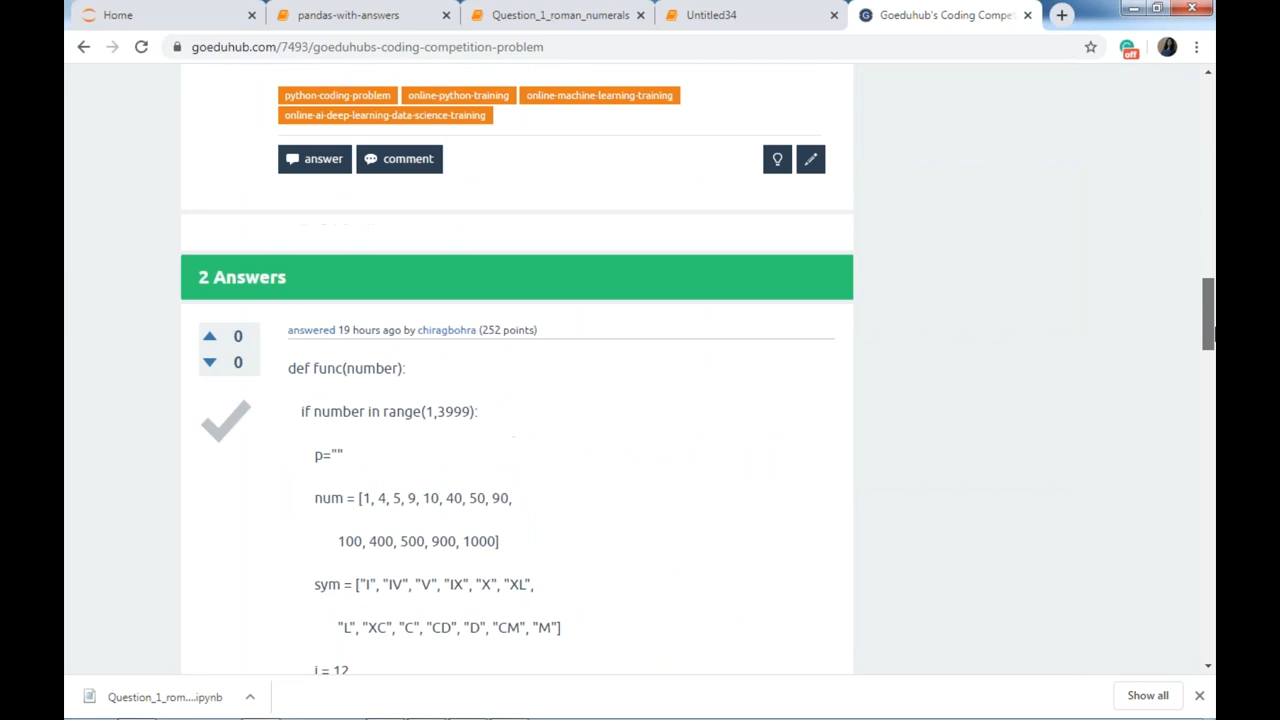 Home
pandas-with-answers
Question_1_roman_numerals
Untitled34
Goeduhub's Coding Compet
goeduhub.com/7493/goeduhubs-coding-competition-problem
off
python-coding-problem
online-python-training
online-machine-learning-training
online-ai-deep-learning-data-science-training
answer
comment
2 Answers
0
0
answered 19 hours ago by chiragbohra (252 points)
def func(number):
if number in range(1,3999):
p=""
num = [1, 4, 5, 9, 10, 40, 50, 90,
100, 400, 500, 900, 1000]
sym = ["I", "IV", "V", "IX", "X", "XL",
"L", "XC", "C", "CD", "D", "CM", "M"]
i = 12
Question_1_rom....ipynb
Show all